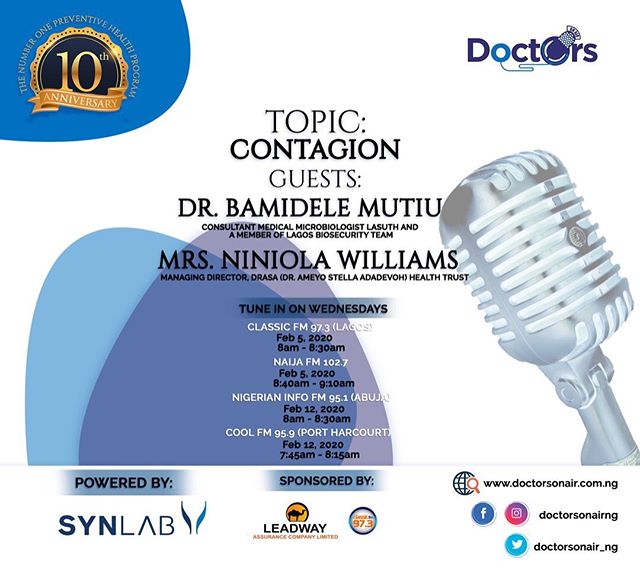 THE NUMBER ONE PREVENTIVE HEALTH PROGRAM
10th
ANNIVERSARY
DoctOrs
TOPIC:
CONTAGION
GUESTS:
DR. BAMIDELE MUTIU
CONSULTANT MEDICAL MICROBIOLOGIST LASUTH AND
A MEMBER OF LAGOS BIOSECURITY TEAM
MRS. NINIOLA WILLIAMS
MANAGING DIRECTOR, DRASA (DR. AMEYO STELLA ADADEVOH) HEALTH TRUST
TUNE IN ON WEDNESDAYS
CLASSIC FM 97.3 (LAGOS)
Feb 5, 2020
8am - 8:30am
NAIJA FM 102.7
Feb 5, 2020
8:40am - 9:10am
NIGERIAN INFO FM 95.1 (ABUJA)
Feb 12, 2020
8am - 8:30am
COOL FM 95.9 (PORT HARCOURT)
Feb 12, 2020
7:45am - 8:15am
POWERED BY:
SYNLAB
SPONSORED BY:
LEADWAY
ASSURANCE COMPANY LIMITED
classic fm
97.3
www.doctorsonair.com.ng
doctorsonairng
doctorsonair_ng